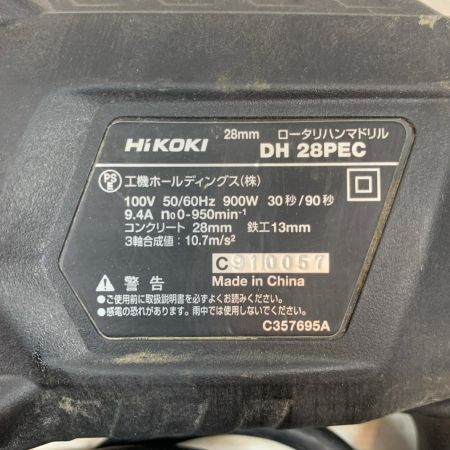 28mm ロータリハンマドリル
HiKOKI DH 28PEC
PS E 工機ホールディングス(株)
100V 50/60Hz 900W 30秒/90秒
9.4A n₀0-950min⁻¹
コンクリート 28mm 鉄工13mm
3軸合成値: 10.7m/s²
C910057
Made in China
警告
●ご使用前に取扱説明書を必ずよくお読みください。
●感電の恐れがあります。雨中では使用しないでください。
C357695A